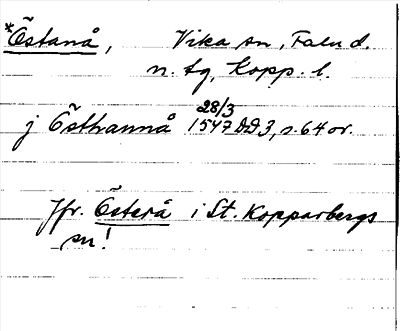 *Östanå, Vika sn, Falu d.
n. tg, Kopp. l.
28/3
j Östhannå 1547 DD3, s. 64 or.
Jfr. Österå i St. Kopparbergs
sn!